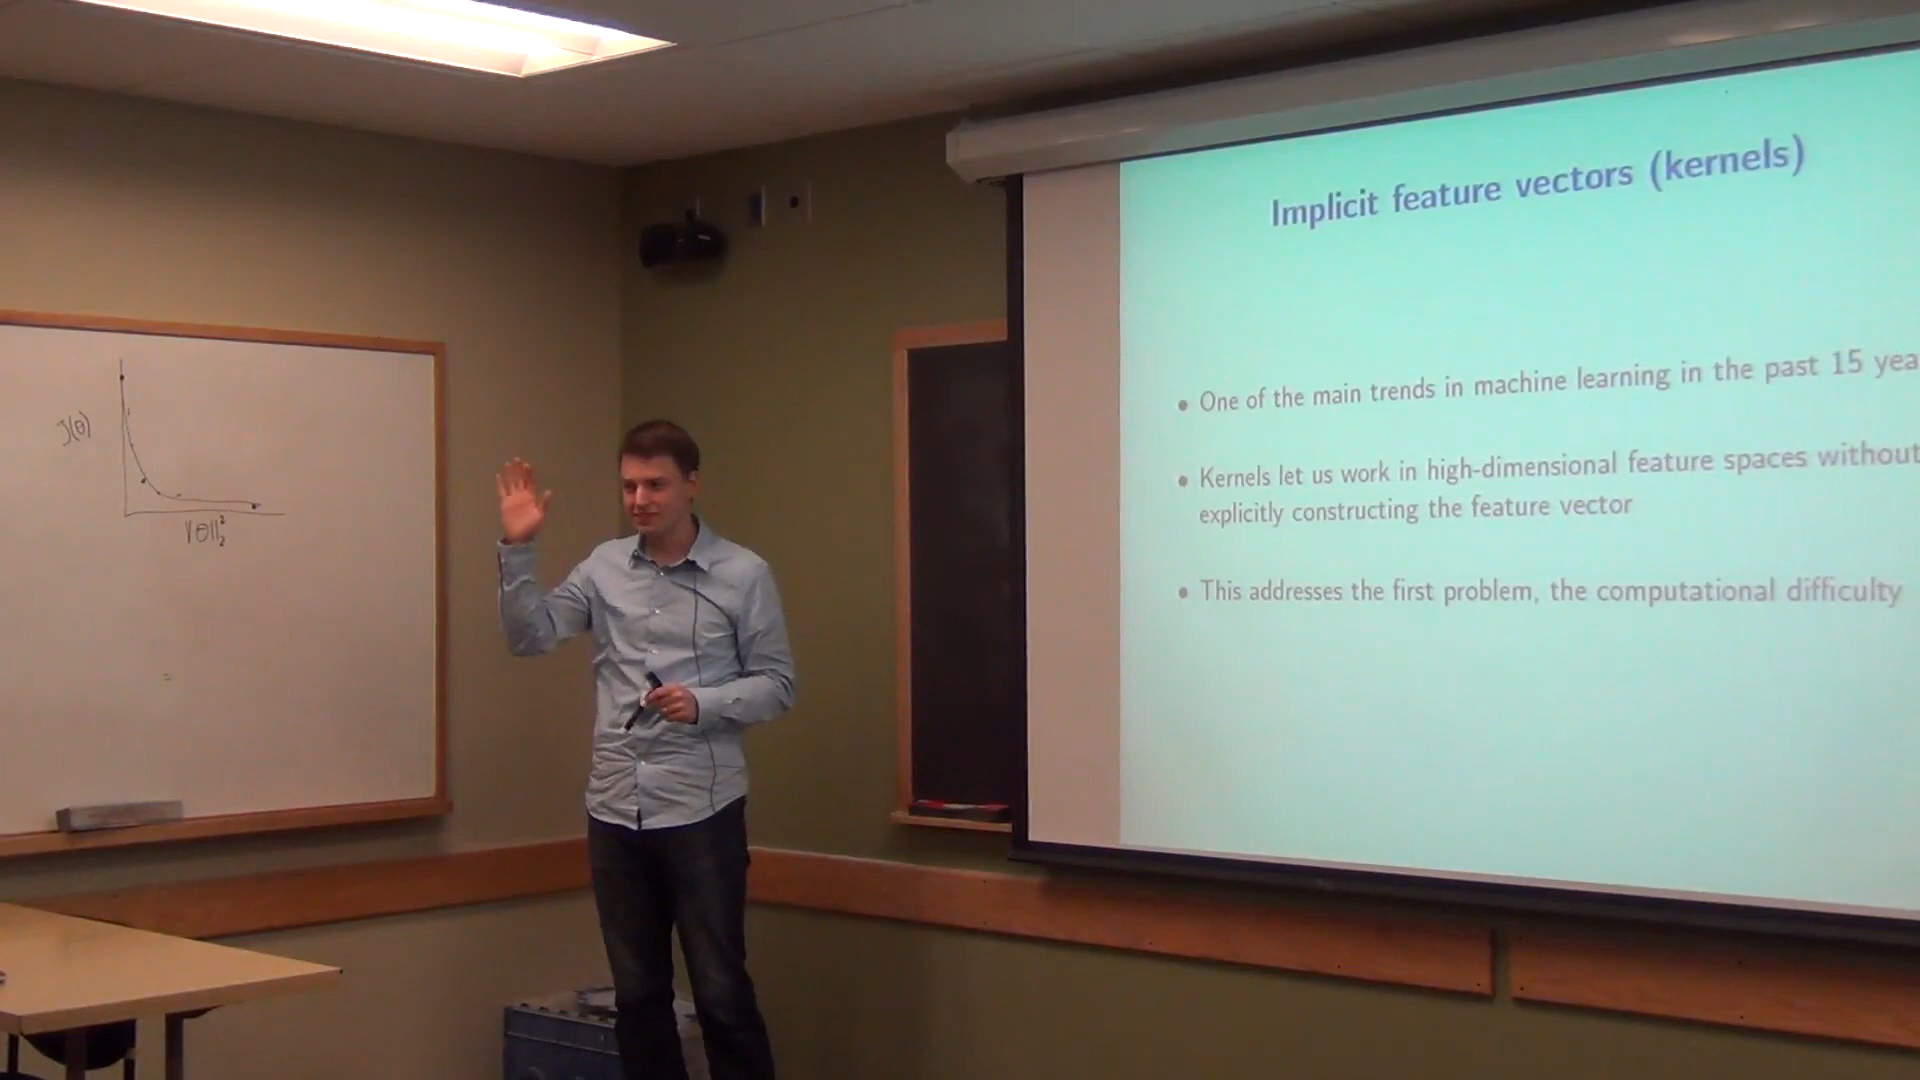 J(θ)
‖θ‖₂²
Implicit feature vectors (kernels)
• One of the main trends in machine learning in the past 15 yea
• Kernels let us work in high-dimensional feature spaces without
explicitly constructing the feature vector
• This addresses the first problem, the computational difficulty